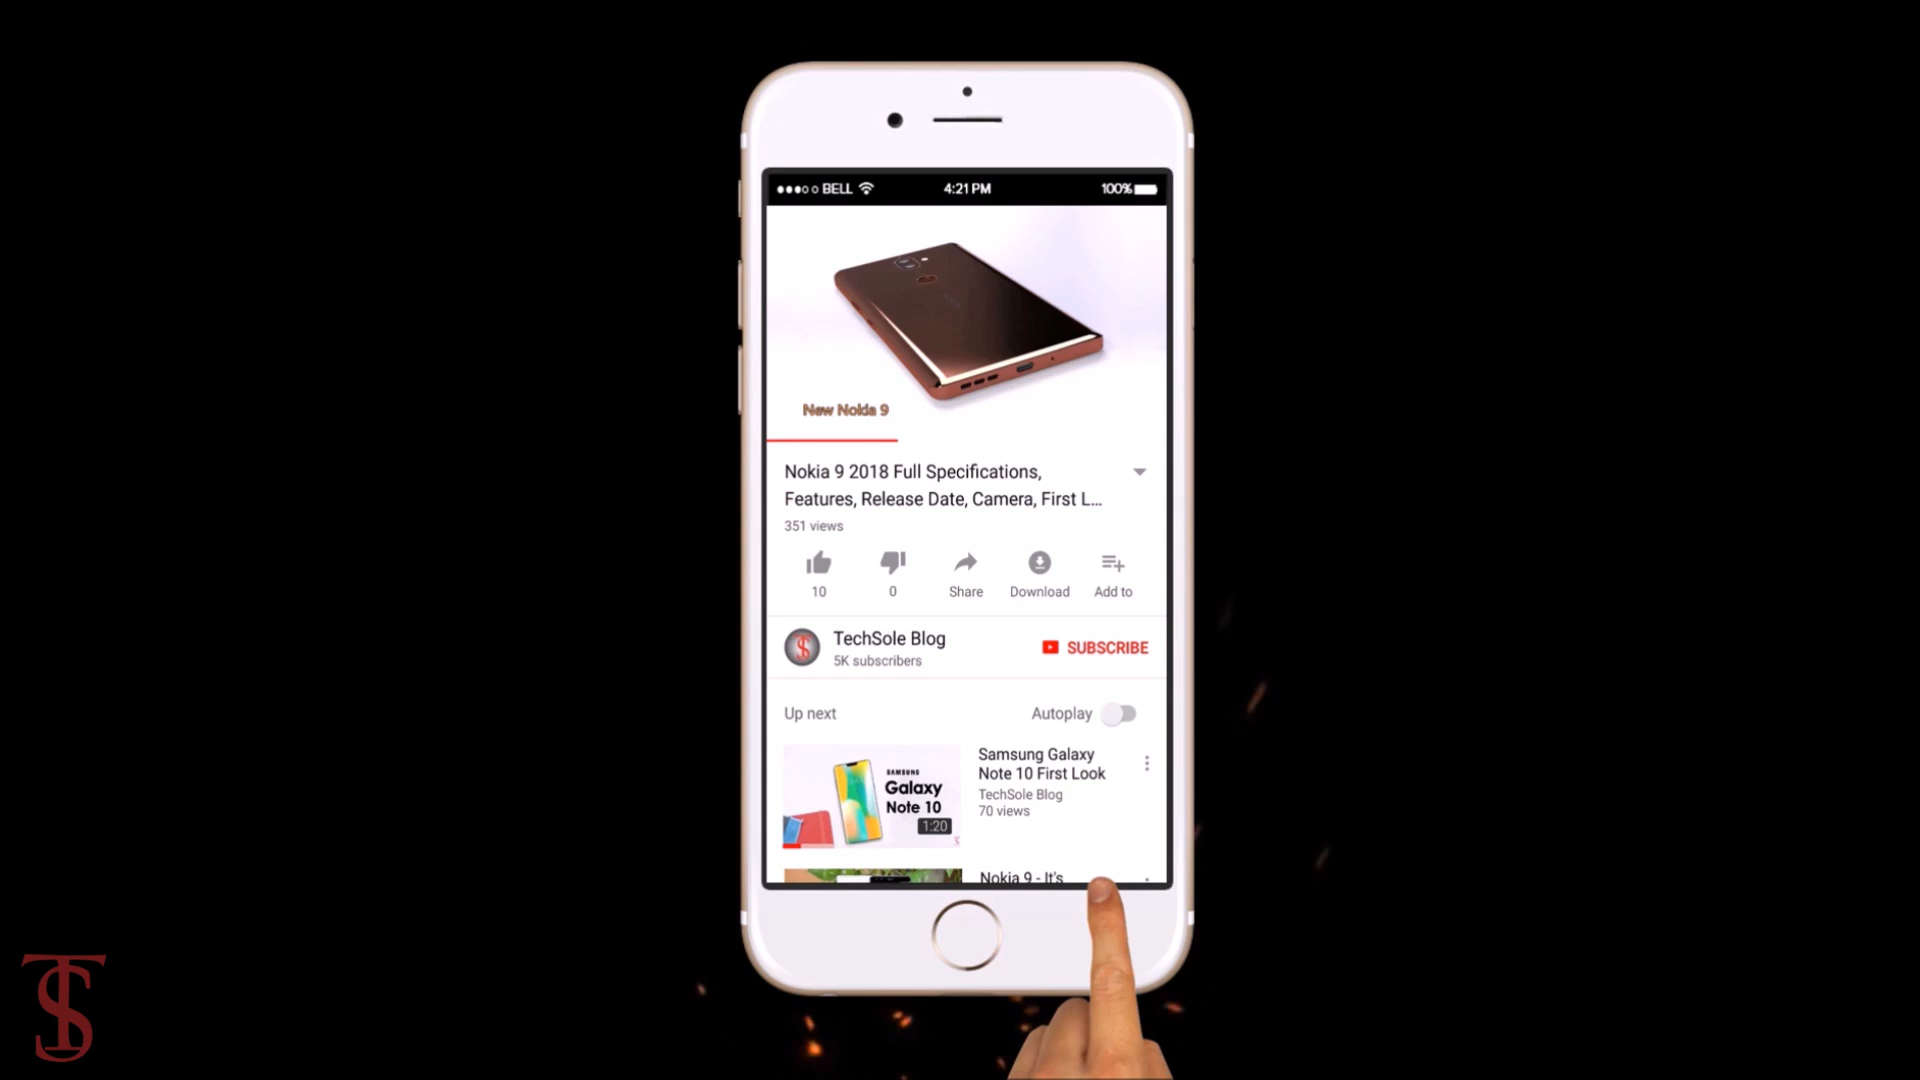 BELL
4:21 PM
100%
New Nokia 9
Nokia 9 2018 Full Specifications,
Features, Release Date, Camera, First L...
351 views
10
0
Share
Download
Add to
TechSole Blog
5K subscribers
SUBSCRIBE
Up next
Autoplay
SAMSUNG
Galaxy
Note 10
1:20
Samsung Galaxy
Note 10 First Look
TechSole Blog
70 views
Nokia 9 - It's
TS